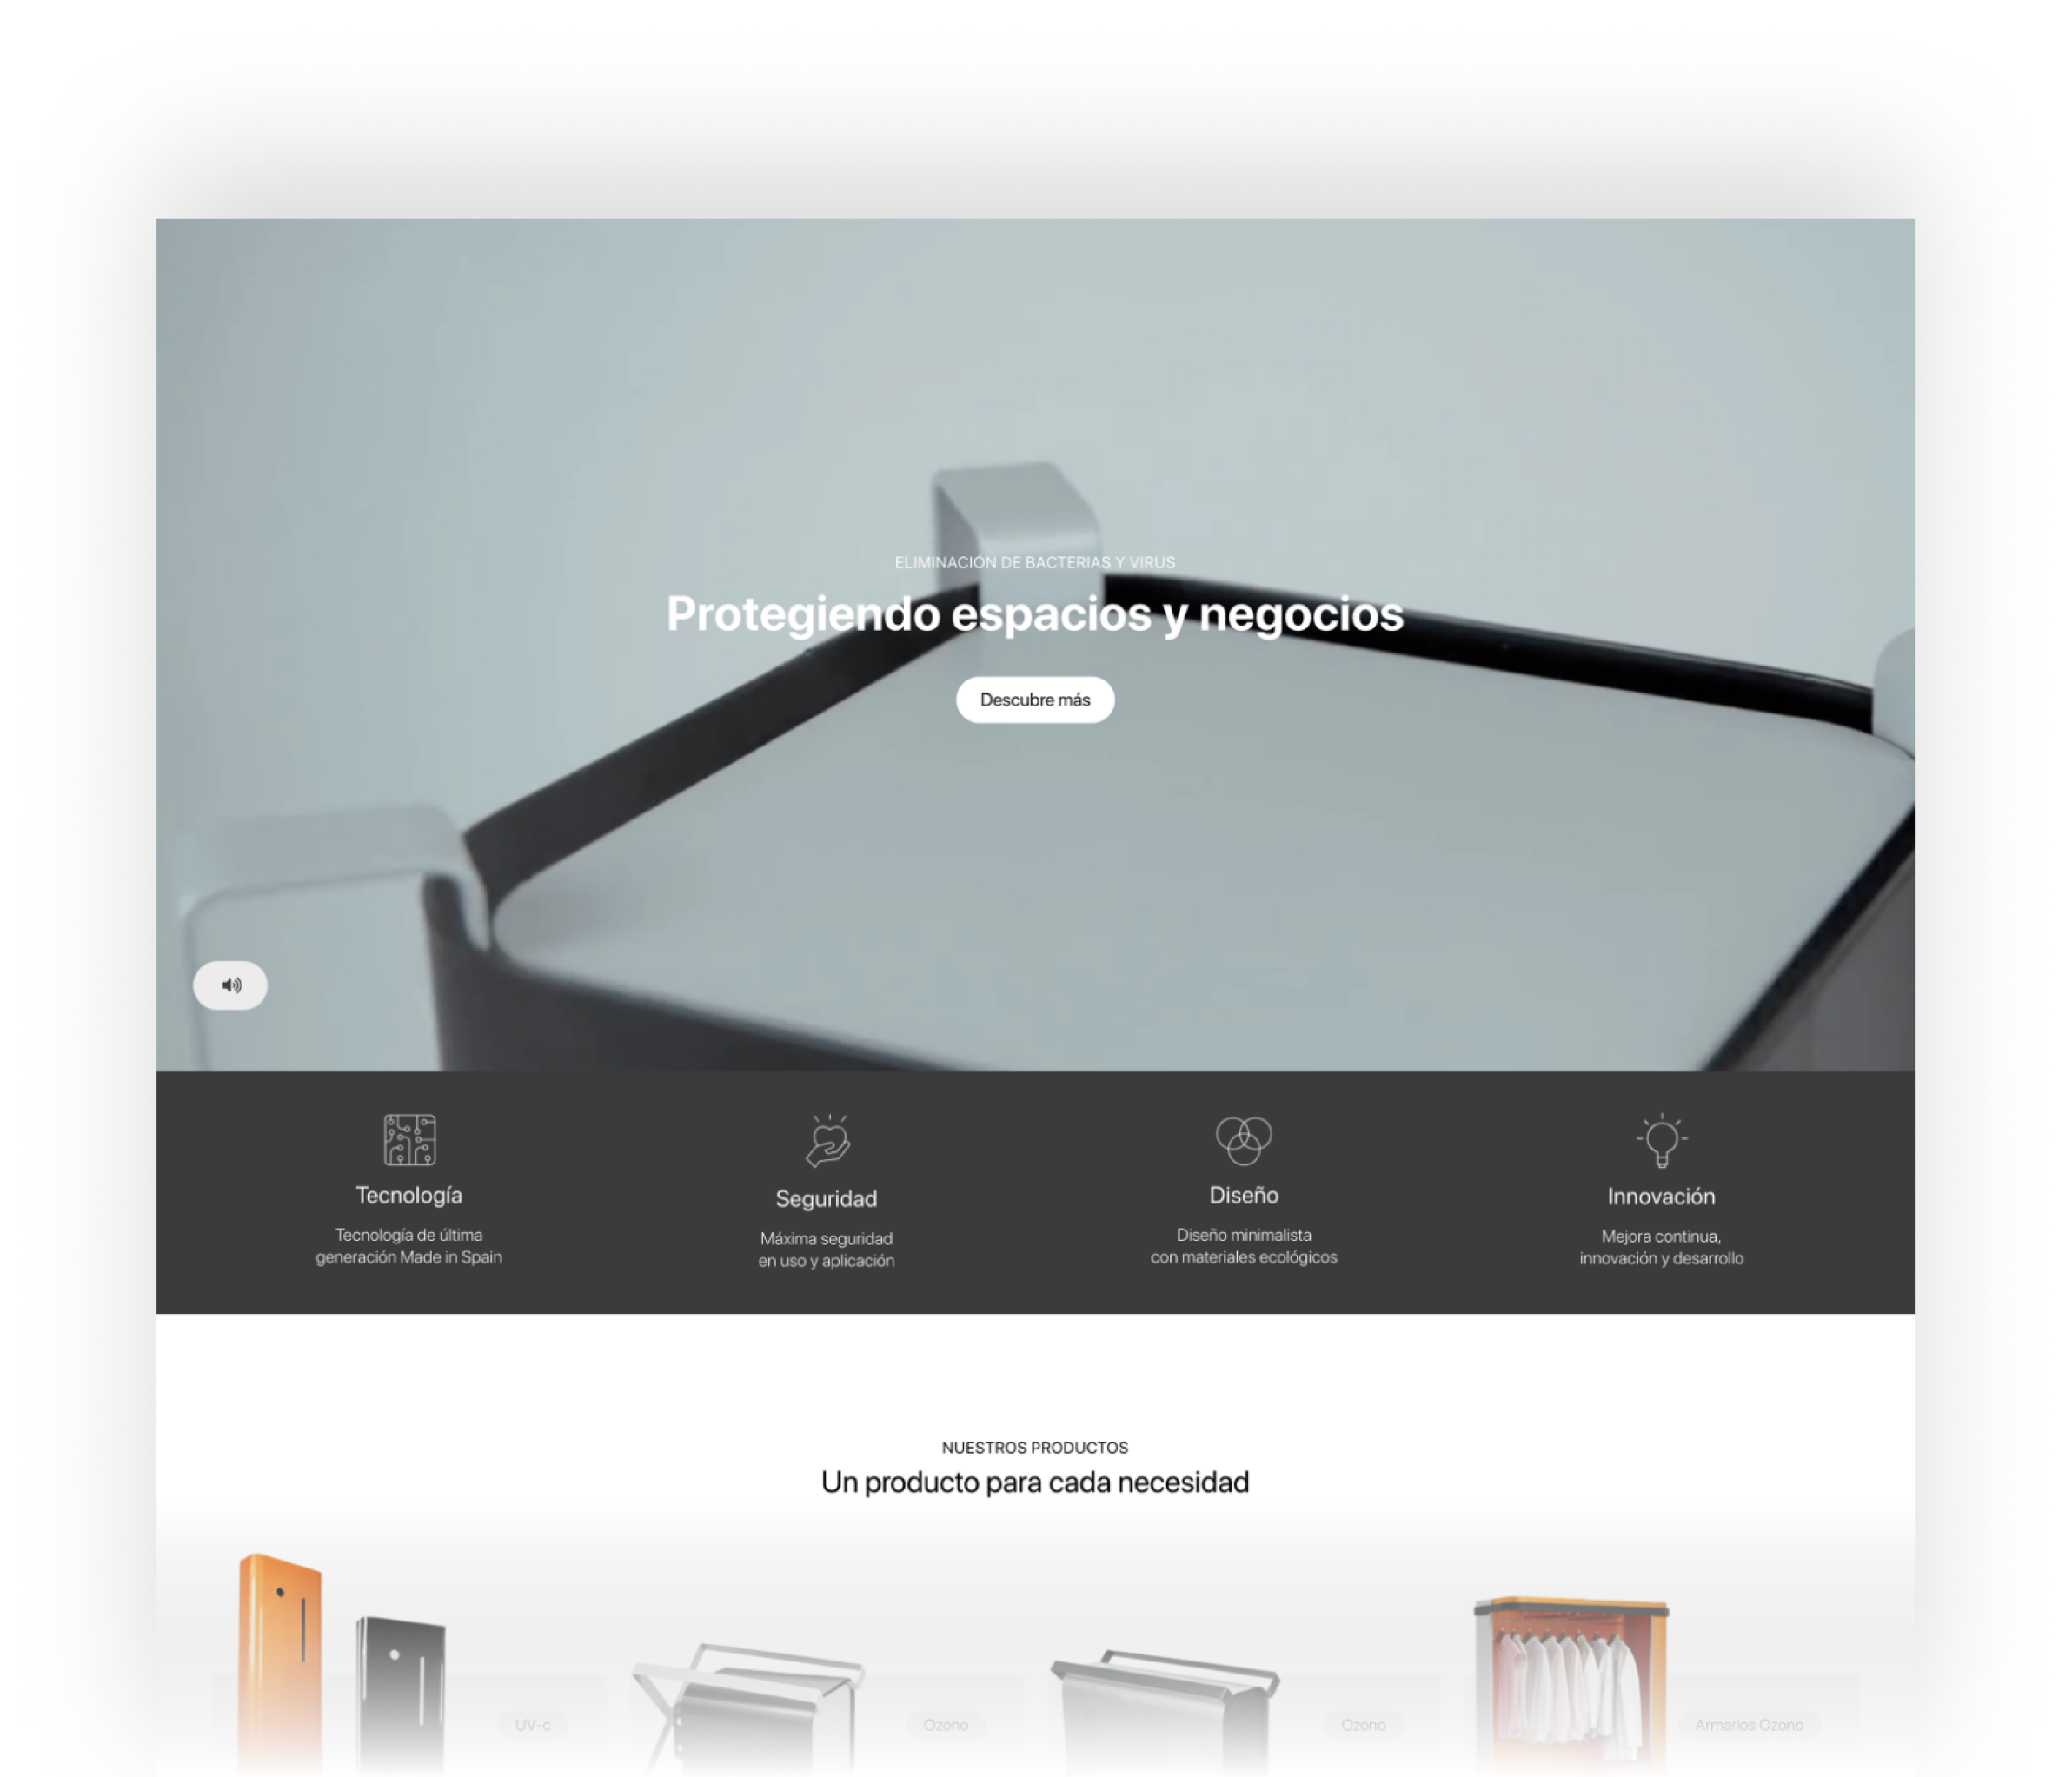 ELIMINACIÓN DE BACTERIAS Y VIRUS
Protegiendo espacios y negocios
Descubre más
Tecnología
Tecnología de última
generación Made in Spain
Seguridad
Máxima seguridad
en uso y aplicación
Diseño
Diseño minimalista
con materiales ecológicos
Innovación
Mejora continua,
innovación y desarrollo
NUESTROS PRODUCTOS
Un producto para cada necesidad
UV-c
Ozono
Ozono
Armarios Ozono